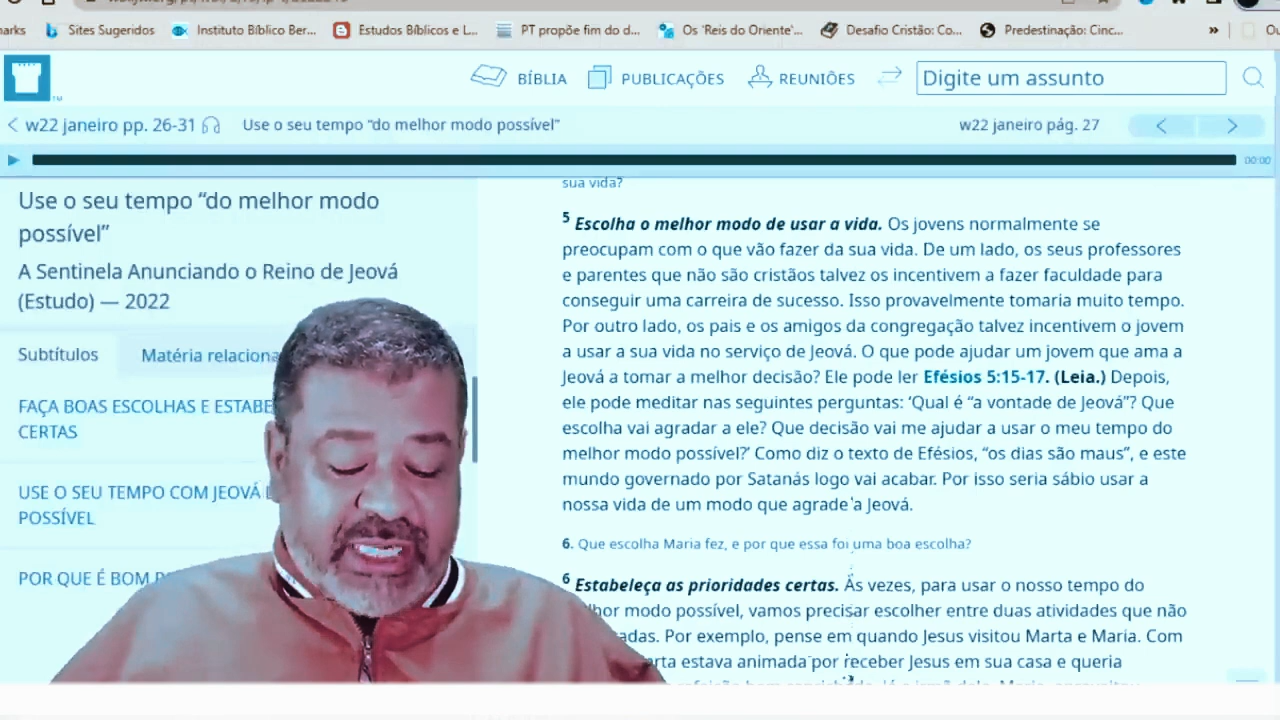 Sites Sugeridos
Instituto Bíblico Ber...
Estudos Bíblicos e L...
PT propõe fim do d...
Os 'Reis do Oriente'...
Desafio Cristão: Co...
Predestinação: Cinc...
BÍBLIA
PUBLICAÇÕES
REUNIÕES
Digite um assunto
w22 janeiro pp. 26-31
Use o seu tempo “do melhor modo possível”
w22 janeiro pág. 27
00:00
Use o seu tempo “do melhor modo
possível”
A Sentinela Anunciando o Reino de Jeová
(Estudo) — 2022
Subtítulos
Matéria relaciona
FAÇA BOAS ESCOLHAS E ESTABE
CERTAS
USE O SEU TEMPO COM JEOVÁ
POSSÍVEL
POR QUE É BOM
sua vida?
5 Escolha o melhor modo de usar a vida. Os jovens normalmente se
preocupam com o que vão fazer da sua vida. De um lado, os seus professores
e parentes que não são cristãos talvez os incentivem a fazer faculdade para
conseguir uma carreira de sucesso. Isso provavelmente tomaria muito tempo.
Por outro lado, os pais e os amigos da congregação talvez incentivem o jovem
a usar a sua vida no serviço de Jeová. O que pode ajudar um jovem que ama a
Jeová a tomar a melhor decisão? Ele pode ler Efésios 5:15-17. (Leia.) Depois,
ele pode meditar nas seguintes perguntas: ‘Qual é “a vontade de Jeová”? Que
escolha vai agradar a ele? Que decisão vai me ajudar a usar o meu tempo do
melhor modo possível?’ Como diz o texto de Efésios, “os dias são maus”, e este
mundo governado por Satanás logo vai acabar. Por isso seria sábio usar a
nossa vida de um modo que agrade a Jeová.
6. Que escolha Maria fez, e por que essa foi uma boa escolha?
6 Estabeleça as prioridades certas. Às vezes, para usar o nosso tempo do
modo possível, vamos precisar escolher entre duas atividades que não
Por exemplo, pense em quando Jesus visitou Marta e Maria. Com
estava animada por receber Jesus em sua casa e queria